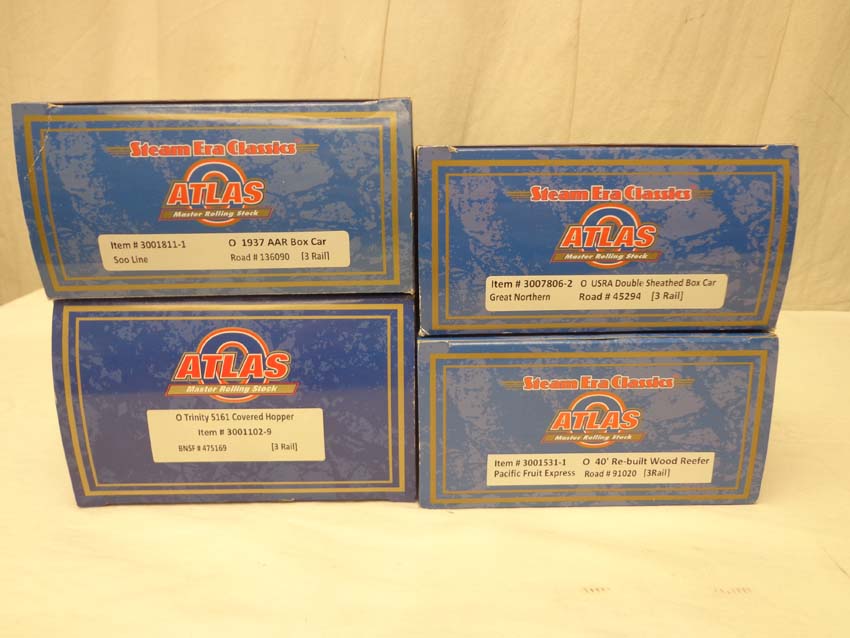 Steam Era Classics
ATLAS
Master Rolling Stock
Item # 3001811-1 O 1937 AAR Box Car
Soo Line Road # 136090 [3 Rail]
Steam Era Classics
ATLAS
Master Rolling Stock
Item # 3007806-2 O USRA Double Sheathed Box Car
Great Northern Road # 45294 [3 Rail]
ATLAS
Master Rolling Stock
O Trinity 5161 Covered Hopper
Item # 3001102-9
BNSF # 475169 [3 Rail]
Steam Era Classics
ATLAS
Master Rolling Stock
Item # 3001531-1 O 40' Re-built Wood Reefer
Pacific Fruit Express Road # 91020 [3Rail]